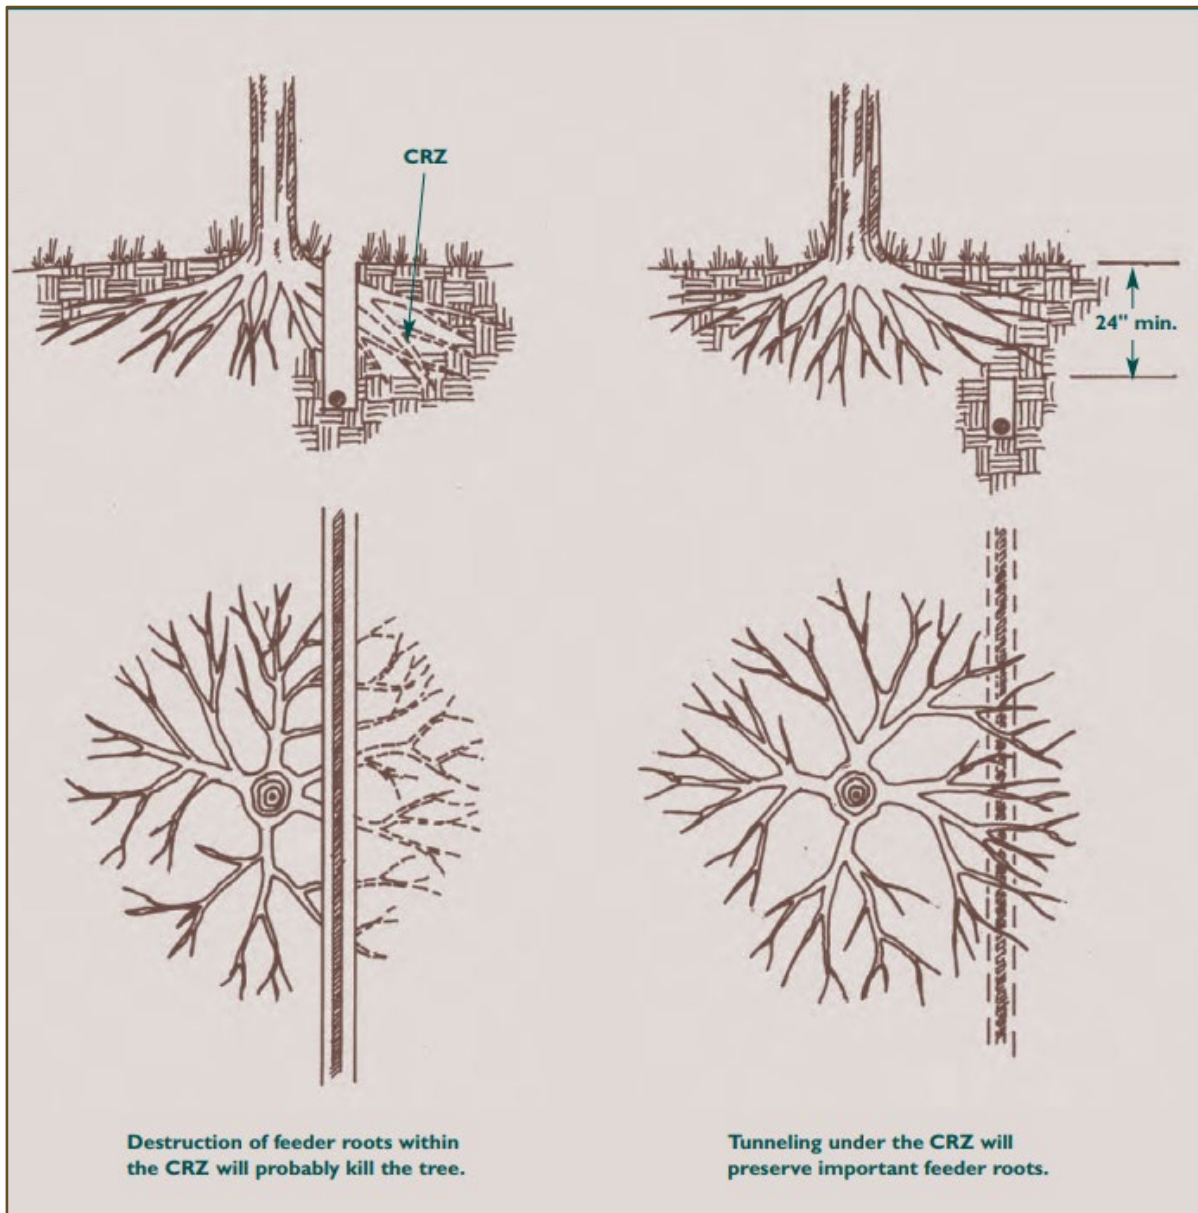 CRZ
24" min.
Destruction of feeder roots within
the CRZ will probably kill the tree.
Tunneling under the CRZ will
preserve important feeder roots.